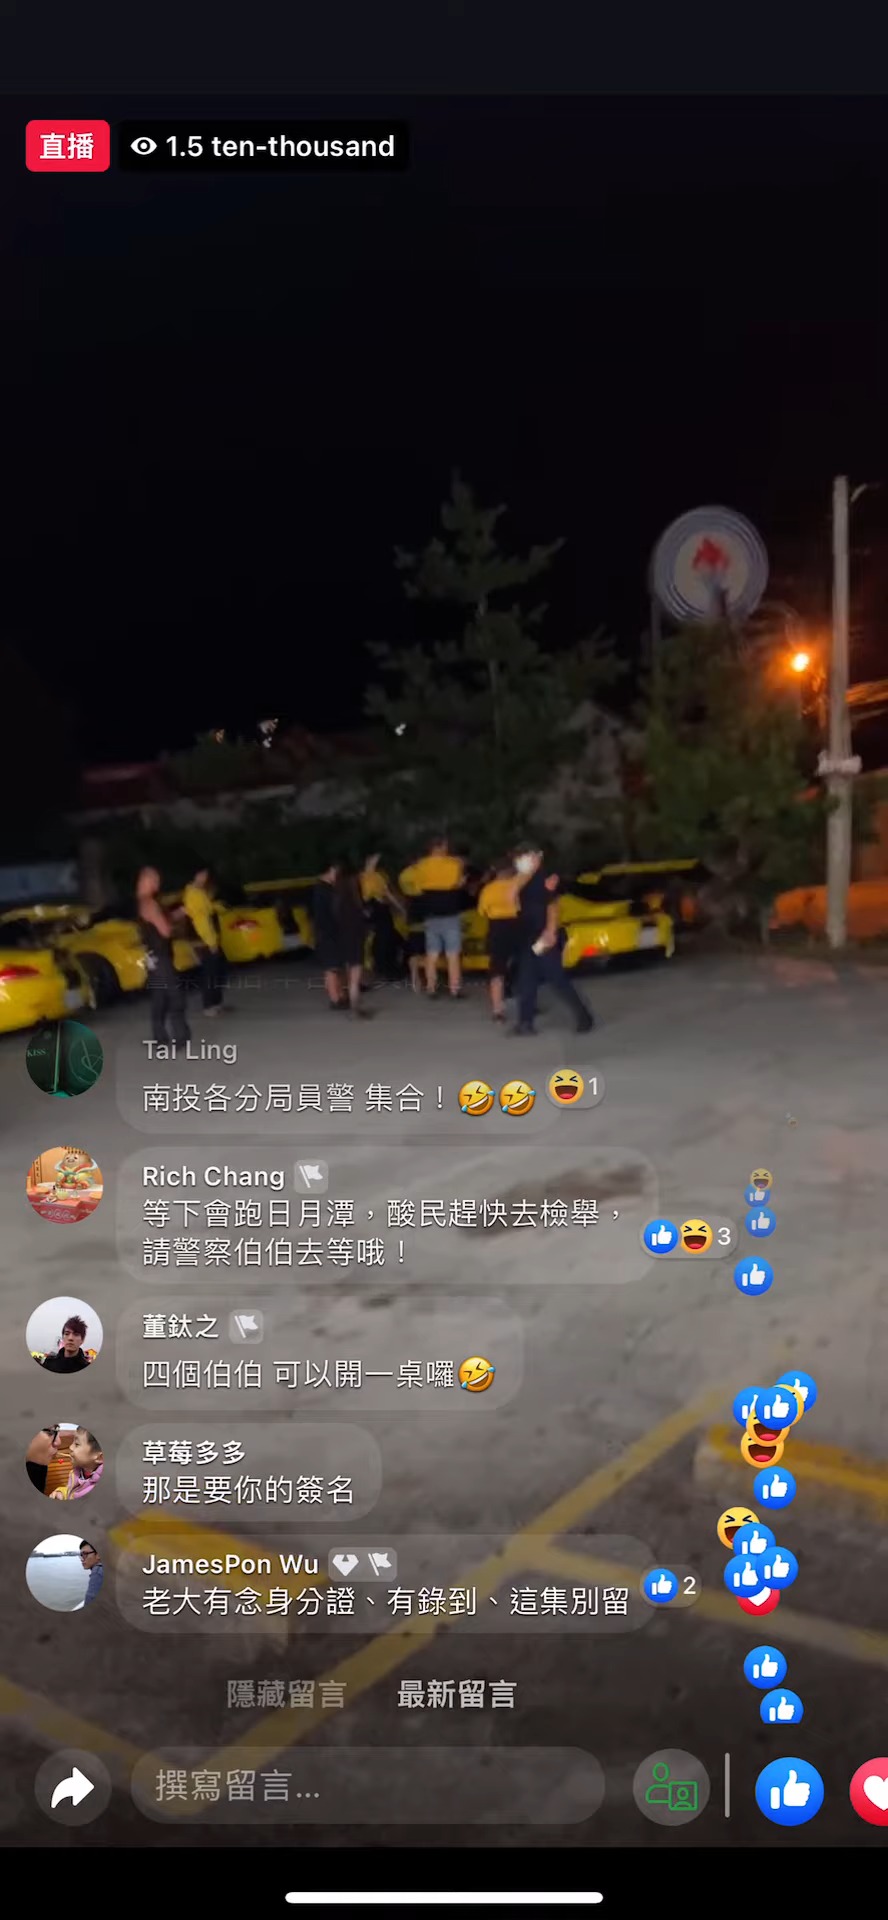 直播
1.5 ten-thousand
Tai Ling
南投各分局員警 集合！🤣🤣
1
Rich Chang
等下會跑日月潭，酸民趕快去檢舉，
請警察伯伯去等哦！
3
董鈦之
四個伯伯 可以開一桌囉🤣
草莓多多
那是要你的簽名
JamesPon Wu
老大有念身分證、有錄到、這集別留
2
隱藏留言
最新留言
撰寫留言...